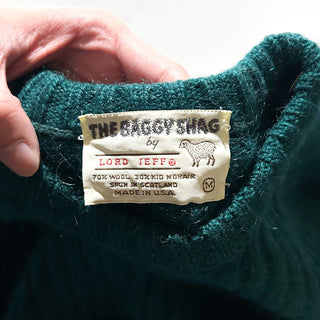 THE BAGGY SHAG
by
LORD JEFF®
70% WOOL 30% KID MOHAIR
SPUN IN SCOTLAND
MADE IN U.S.A.
M